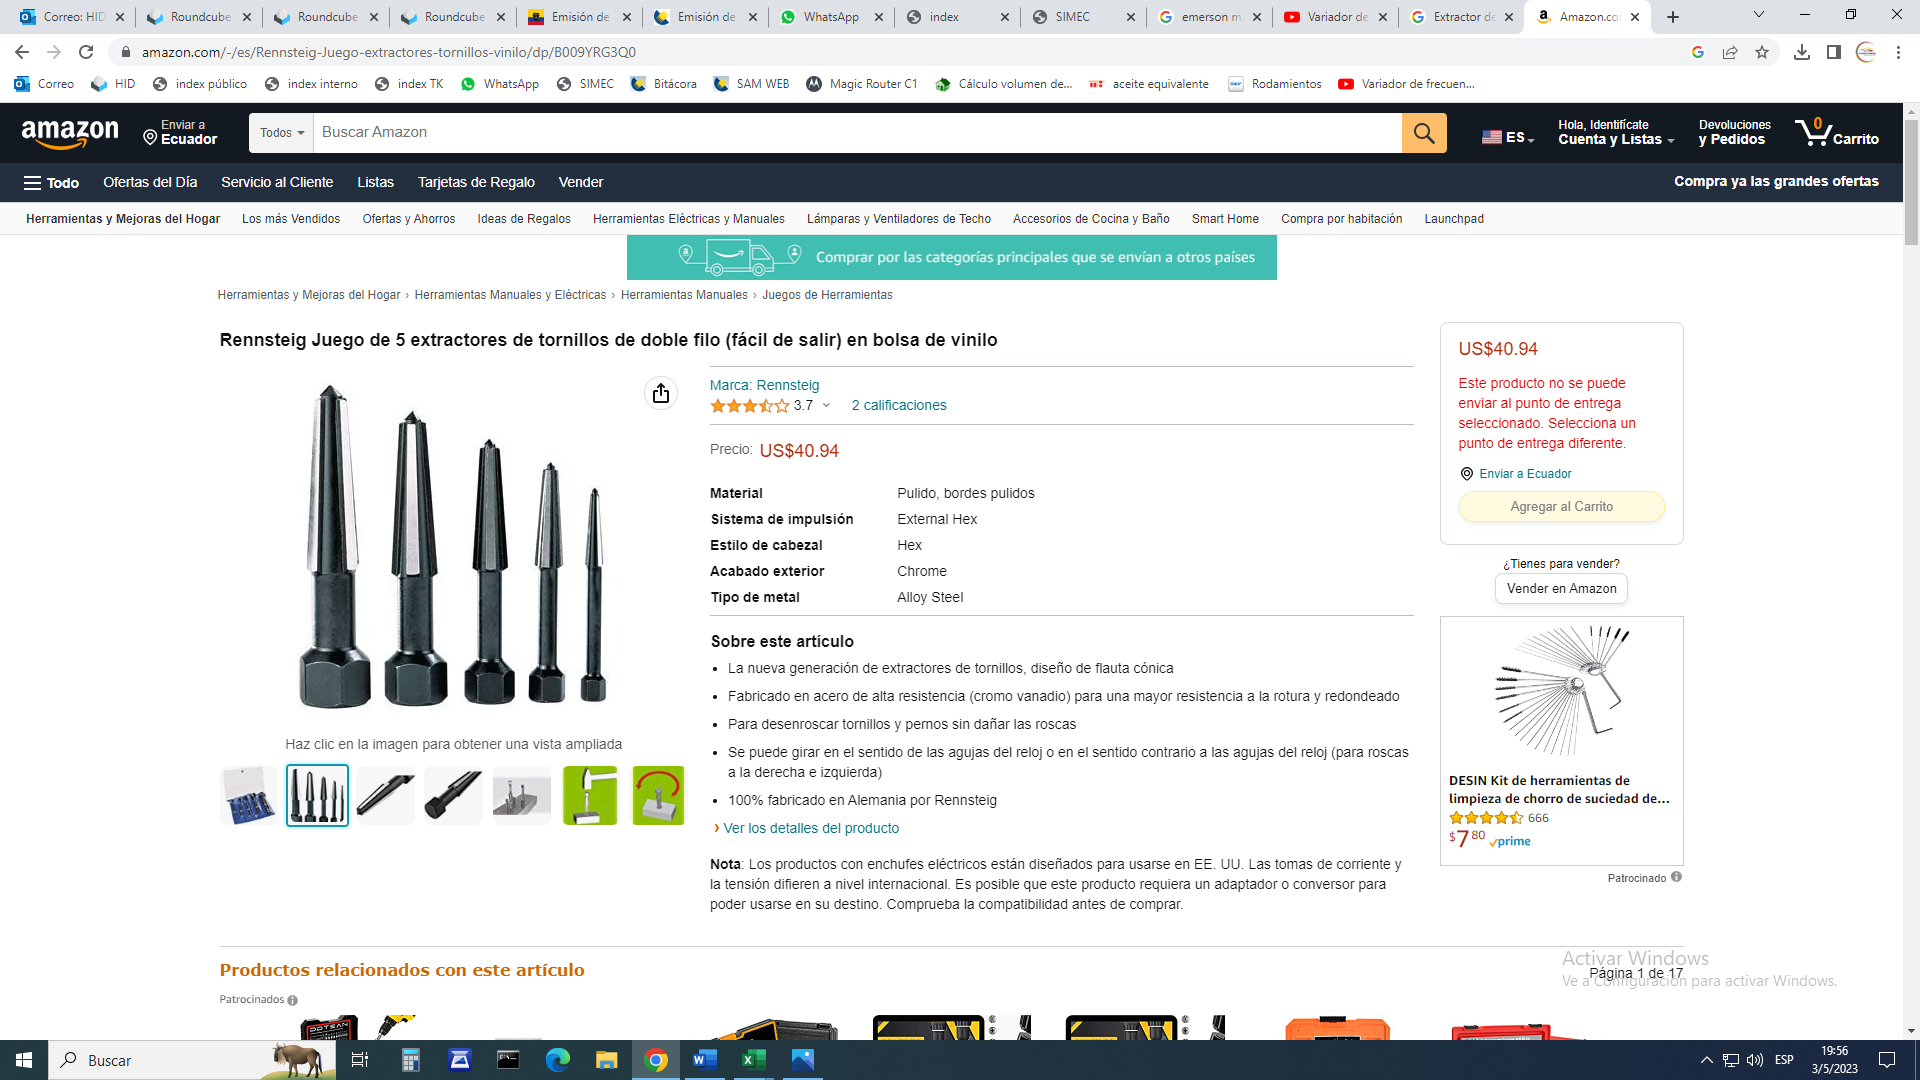 Correo: HID
Roundcube
Roundcube
Roundcube
Emisión de
Emisión de
WhatsApp
index
SIMEC
emerson m
Variador de
Extractor de
Amazon.co
amazon.com/-/es/Rennsteig-Juego-extractores-tornillos-vinilo/dp/B009YRG3Q0
Correo
HID
index público
index interno
index TK
WhatsApp
SIMEC
Bitácora
SAM WEB
Magic Router C1
Cálculo volumen de...
aceite equivalente
Rodamientos
Variador de frecuen...
amazon
Enviar a
Ecuador
Todos
Buscar Amazon
ES
Hola, Identifícate
Cuenta y Listas
Devoluciones
y Pedidos
0
Carrito
Todo
Ofertas del Día
Servicio al Cliente
Listas
Tarjetas de Regalo
Vender
Compra ya las grandes ofertas
Herramientas y Mejoras del Hogar
Los más Vendidos
Ofertas y Ahorros
Ideas de Regalos
Herramientas Eléctricas y Manuales
Lámparas y Ventiladores de Techo
Accesorios de Cocina y Baño
Smart Home
Compra por habitación
Launchpad
Comprar por las categorías principales que se envían a otros países
Herramientas y Mejoras del Hogar › Herramientas Manuales y Eléctricas › Herramientas Manuales › Juegos de Herramientas
Rennsteig Juego de 5 extractores de tornillos de doble filo (fácil de salir) en bolsa de vinilo
Haz clic en la imagen para obtener una vista ampliada
Marca: Rennsteig
3.7
2 calificaciones
Precio: US$40.94
Material Pulido, bordes pulidos
Sistema de impulsión External Hex
Estilo de cabezal Hex
Acabado exterior Chrome
Tipo de metal Alloy Steel
Sobre este artículo
• La nueva generación de extractores de tornillos, diseño de flauta cónica
• Fabricado en acero de alta resistencia (cromo vanadio) para una mayor resistencia a la rotura y redondeado
• Para desenroscar tornillos y pernos sin dañar las roscas
• Se puede girar en el sentido de las agujas del reloj o en el sentido contrario a las agujas del reloj (para roscas
a la derecha e izquierda)
• 100% fabricado en Alemania por Rennsteig
› Ver los detalles del producto
Nota: Los productos con enchufes eléctricos están diseñados para usarse en EE. UU. Las tomas de corriente y
la tensión difieren a nivel internacional. Es posible que este producto requiera un adaptador o conversor para
poder usarse en su destino. Comprueba la compatibilidad antes de comprar.
US$40.94
Este producto no se puede
enviar al punto de entrega
seleccionado. Selecciona un
punto de entrega diferente.
Enviar a Ecuador
Agregar al Carrito
¿Tienes para vender?
Vender en Amazon
DESIN Kit de herramientas de
limpieza de chorro de suciedad de...
666
$7 80 prime
Patrocinado
Productos relacionados con este artículo
Página 1 de 17
Patrocinados
Activar Windows
Ve a Configuración para activar Windows.
Buscar
ESP
19:56
3/5/2023